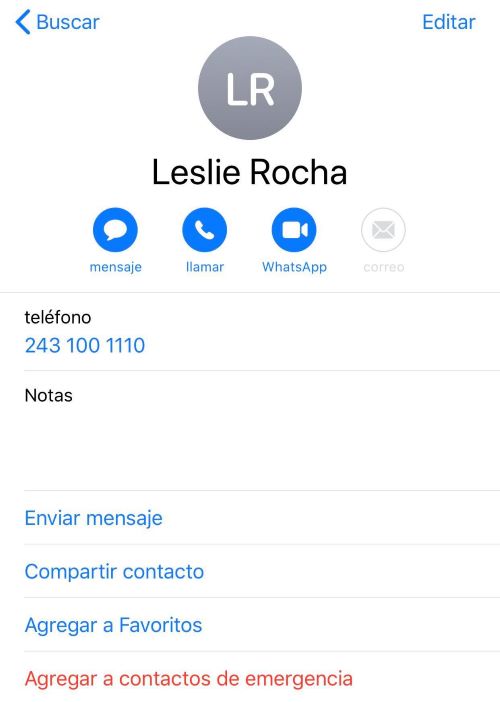 Buscar
Editar
LR
Leslie Rocha
mensaje
llamar
WhatsApp
correo
teléfono
243 100 1110
Notas
Enviar mensaje
Compartir contacto
Agregar a Favoritos
Agregar a contactos de emergencia